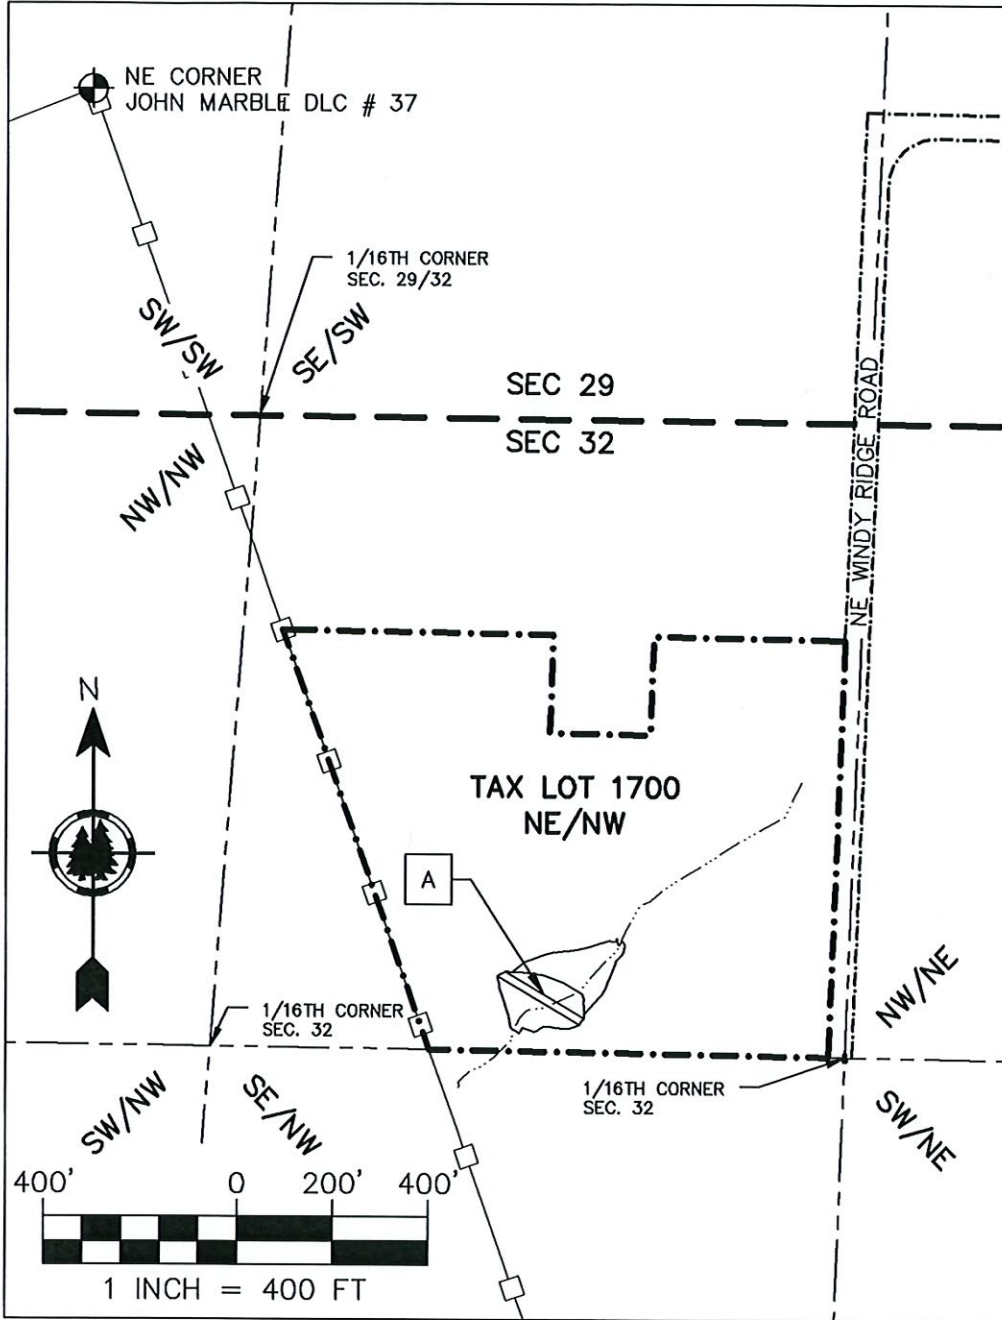 NE CORNER
JOHN MARBLE DLC # 37
1/16TH CORNER
SEC. 29/32
SW/SW
SE/SW
SEC 29
SEC 32
NW/NW
NE WINDY RIDGE ROAD
N
TAX LOT 1700
NE/NW
A
NW/NE
1/16TH CORNER
SEC. 32
1/16TH CORNER
SEC. 32
SW/NW
SE/NW
SW/NE
400' 0 200' 400'
1 INCH = 400 FT